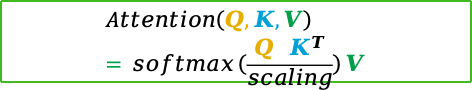 Attention(Q,K,V)
= softmax(Q K^T/scaling)V